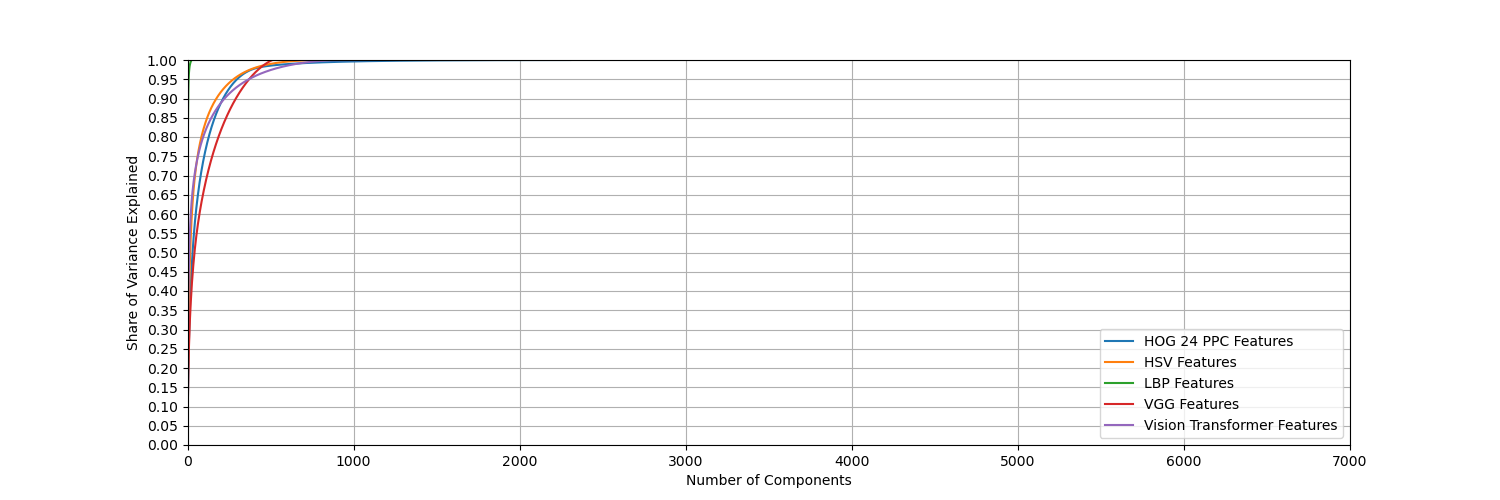 1.00
0.95
0.90
0.85
0.80
0.75
0.70
0.65
0.60
0.55
0.50
0.45
0.40
0.35
0.30
0.25
0.20
0.15
0.10
0.05
0.00
Share of Variance Explained
HOG 24 PPC Features
HSV Features
LBP Features
VGG Features
Vision Transformer Features
0 1000 2000 3000 4000 5000 6000 7000
Number of Components